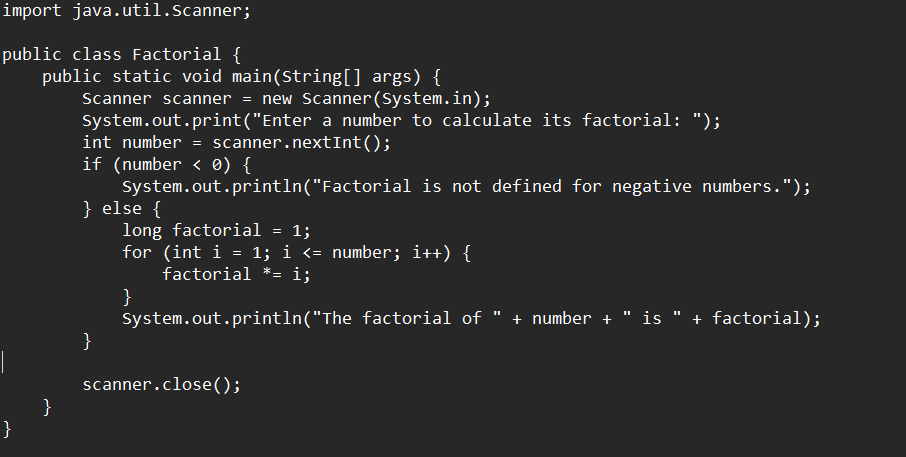 import java.util.Scanner;

public class Factorial {
    public static void main(String[] args) {
        Scanner scanner = new Scanner(System.in);
        System.out.print("Enter a number to calculate its factorial: ");
        int number = scanner.nextInt();
        if (number < 0) {
            System.out.println("Factorial is not defined for negative numbers.");
        } else {
            long factorial = 1;
            for (int i = 1; i <= number; i++) {
                factorial *= i;
            }
            System.out.println("The factorial of " + number + " is " + factorial);
        }

        scanner.close();
    }
}